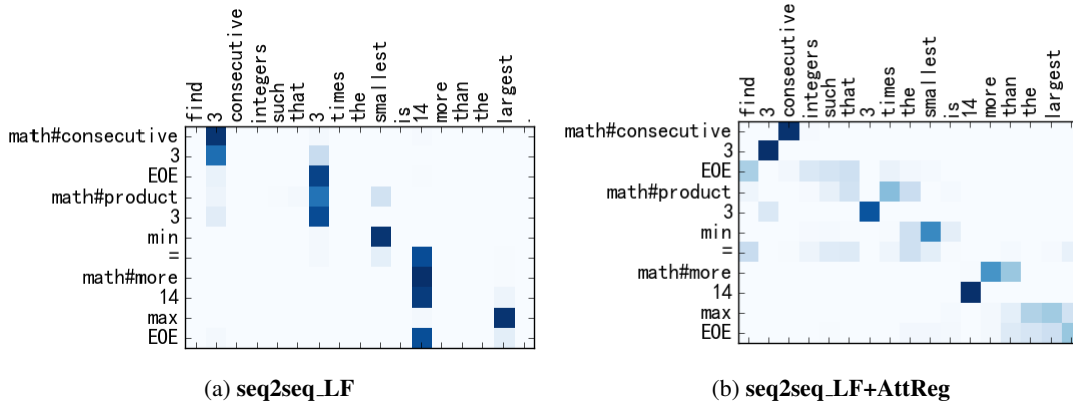 find 3 consecutive integers such that 3 times the smallest is 14 more than the largest .
math#consecutive
3
EOE
math#product
3
min
=
math#more
14
max
EOE
(a) seq2seq_LF
find 3 consecutive integers such that 3 times the smallest is 14 more than the largest
math#consecutive
3
EOE
math#product
3
min
=
math#more
14
max
EOE
(b) seq2seq_LF+AttReg